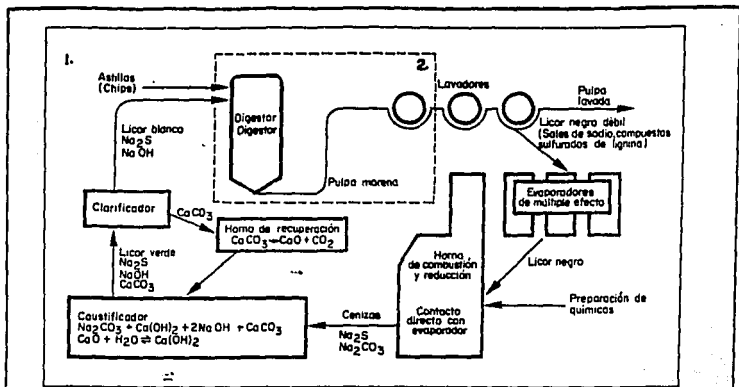 1.
2.
Astillas
(Chips)
Licor blanco
Na2S
NaOH
Digestor
Digestor
Pulpa morena
Lavadores
Pulpa
lavada
Licor negro débil
(Sales de sodio, compuestos
sulfurados de lignina)
Evaporadores
de múltiple efecto
Licor negro
Horno
de combustión
y reducción
Contacto
directo con
evaporador
Preparación de
químicos
Cenizas
Na2S
Na2CO3
Clarificador
CaCO3
Horno de recuperación
CaCO3 → CaO + CO2
Licor verde
Na2S
NaOH
CaCO3
Caustificador
Na2CO3 + Ca(OH)2 + 2NaOH + CaCO3
CaO + H2O ⇌ Ca(OH)2